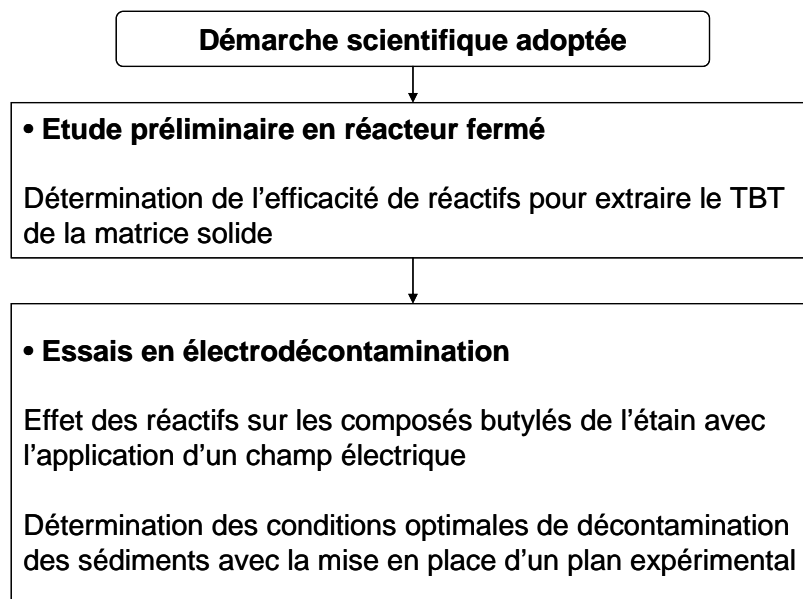 Démarche scientifique adoptée
• Etude préliminaire en réacteur fermé
Détermination de l’efficacité de réactifs pour extraire le TBT
de la matrice solide
• Essais en électrodécontamination
Effet des réactifs sur les composés butylés de l’étain avec
l’application d’un champ électrique
Détermination des conditions optimales de décontamination
des sédiments avec la mise en place d’un plan expérimental